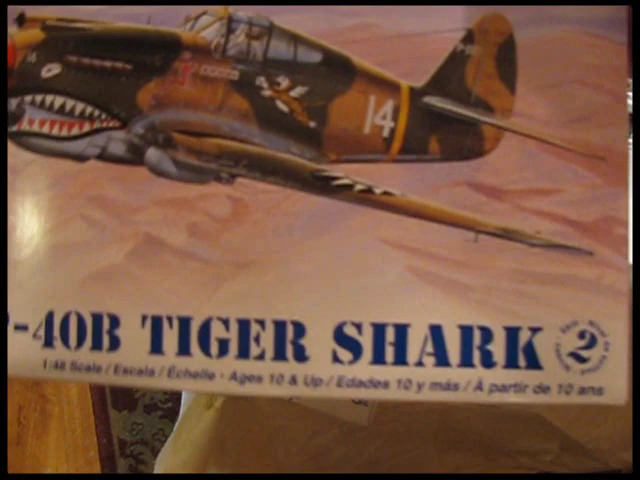 14
-40B TIGER SHARK
2
1:48 Scale / Escala / Échelle • Ages 10 & Up / Edades 10 y más / À partir de 10 ans